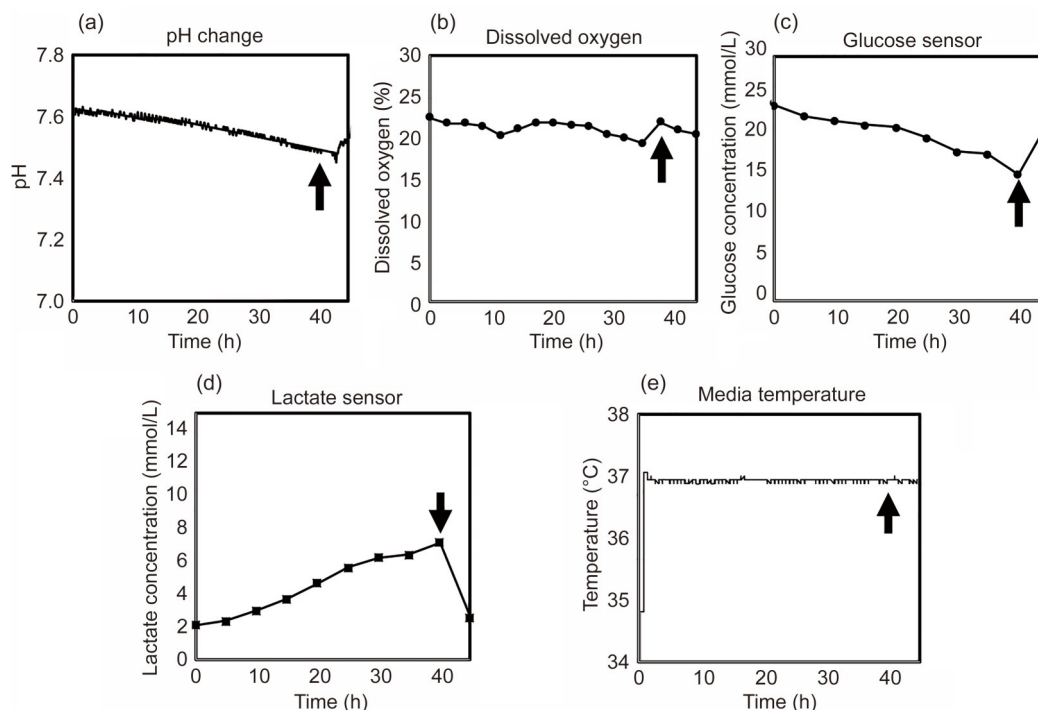 (a)
pH change
7.8
7.6
7.4
7.2
7.0
pH
0 10 20 30 40
Time (h)
(b)
Dissolved oxygen
30
25
20
15
10
5
0
Dissolved oxygen (%)
0 10 20 30 40
Time (h)
(c)
Glucose sensor
30
25
20
15
10
5
0
Glucose concentration (mmol/L)
0 10 20 30 40
Time (h)
(d)
Lactate sensor
14
12
10
8
6
4
2
0
Lactate concentration (mmol/L)
0 10 20 30 40
Time (h)
(e)
Media temperature
38
37
36
35
34
Temperature (°C)
0 10 20 30 40
Time (h)